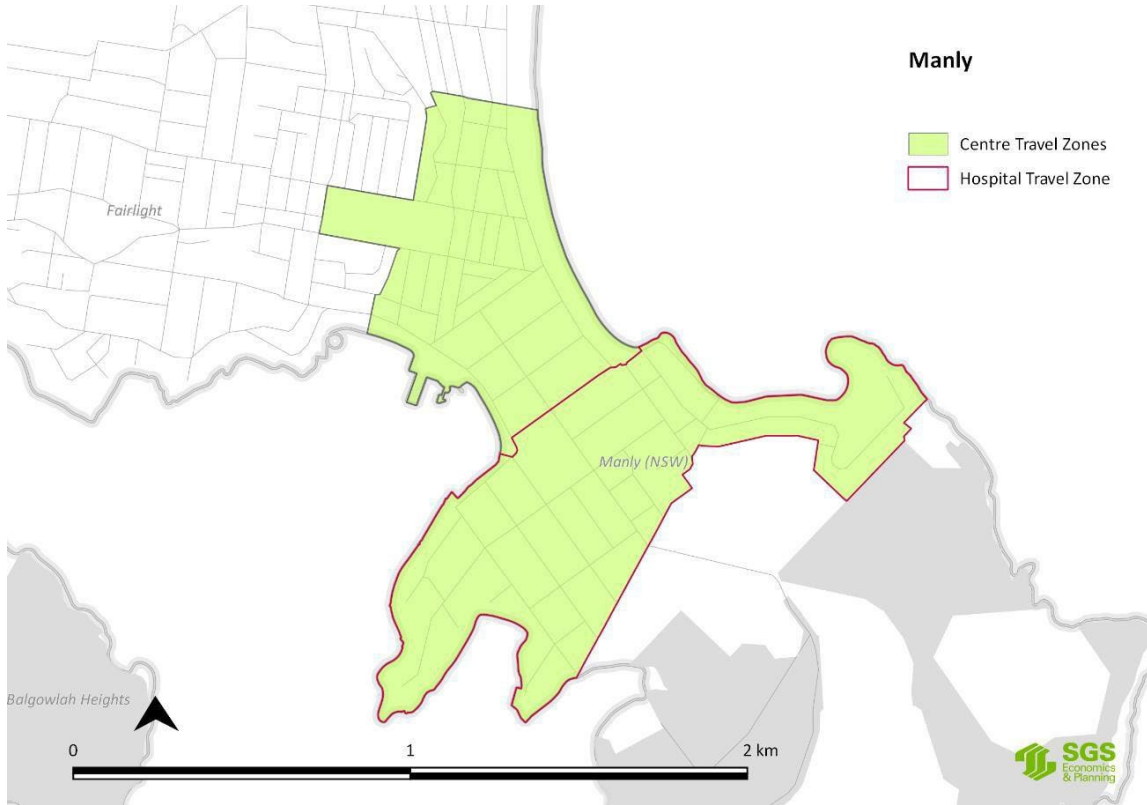 Manly
Centre Travel Zones
Hospital Travel Zone
Fairlight
Manly (NSW)
Balgowlah Heights
0 1 2 km
SGS
Economics
& Planning